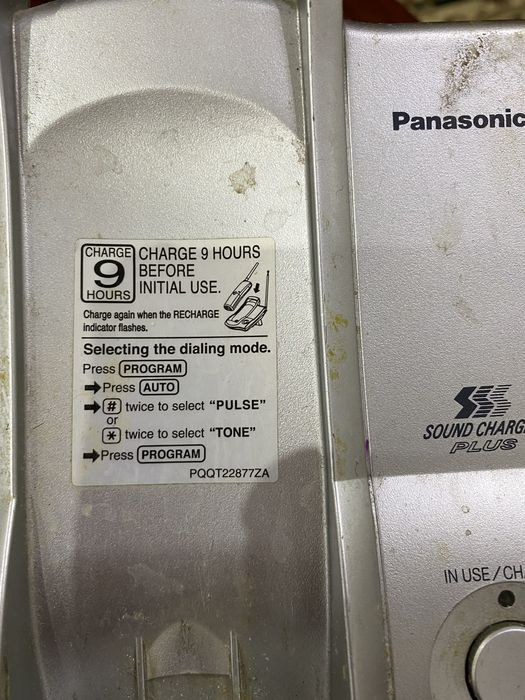 Panasonic
CHARGE
9
HOURS
CHARGE 9 HOURS
BEFORE
INITIAL USE.
Charge again when the RECHARGE
indicator flashes.
Selecting the dialing mode.
Press PROGRAM
➡Press AUTO
➡# twice to select “PULSE”
or
* twice to select “TONE”
➡Press PROGRAM
PQQT22877ZA
SOUND CHARG
PLUS
IN USE/CH